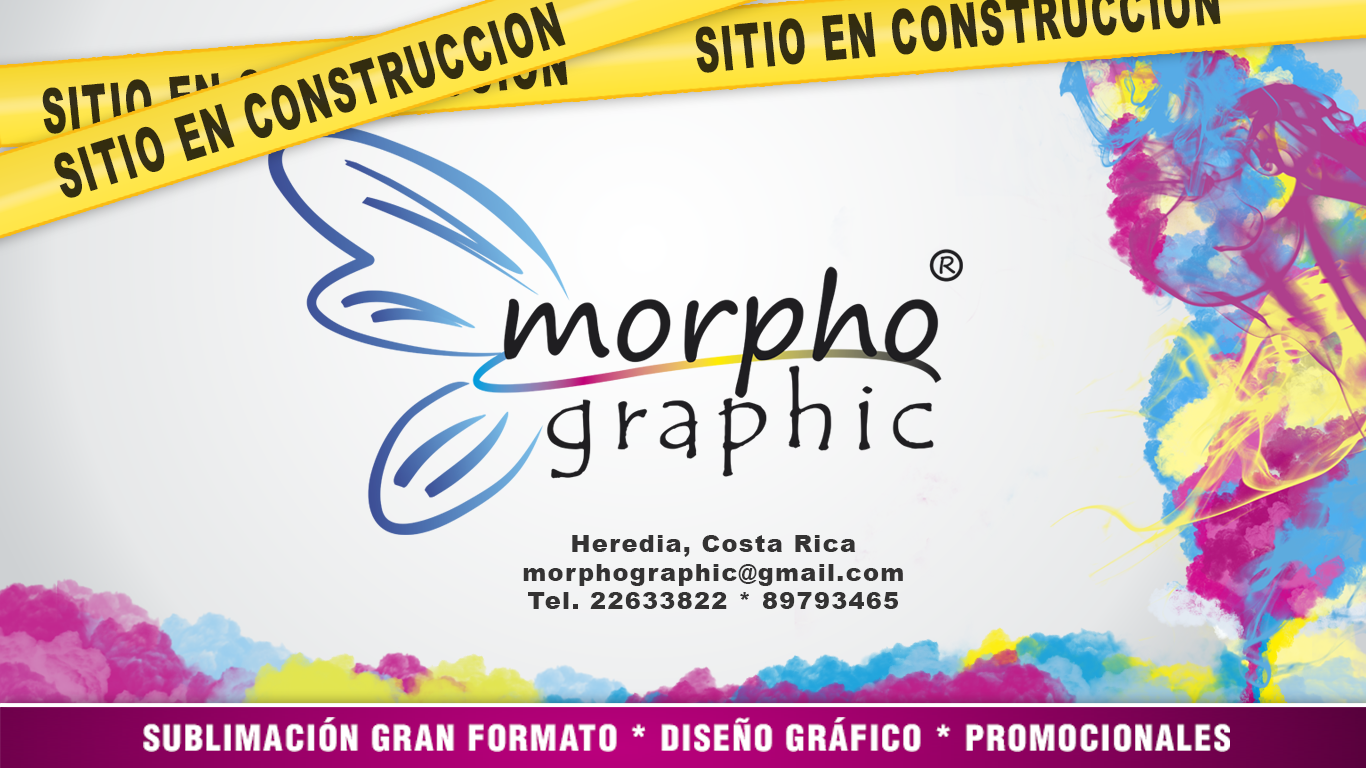 SITIO EN CONSTRUCCION
SITIO EN CONSTRUCCION
SITIO EN CONSTRUCCION
morpho®
graphic
Heredia, Costa Rica
morphographic@gmail.com
Tel. 22633822 * 89793465
SUBLIMACIÓN GRAN FORMATO * DISEÑO GRÁFICO * PROMOCIONALES